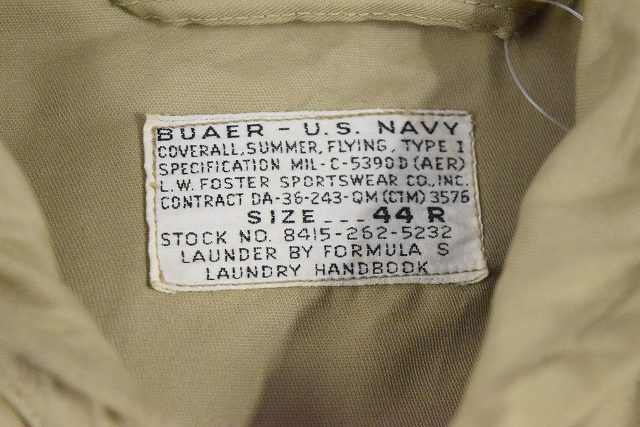 BUAER - U.S. NAVY
COVERALL, SUMMER, FLYING, TYPE I
SPECIFICATION MIL-C-5390D (AER)
L.W. FOSTER SPORTSWEAR CO., INC.
CONTRACT DA-36-243-QM (CTM) 3576
SIZE ... 44 R
STOCK NO. 8415-262-5232
LAUNDER BY FORMULA S
LAUNDRY HANDBOOK